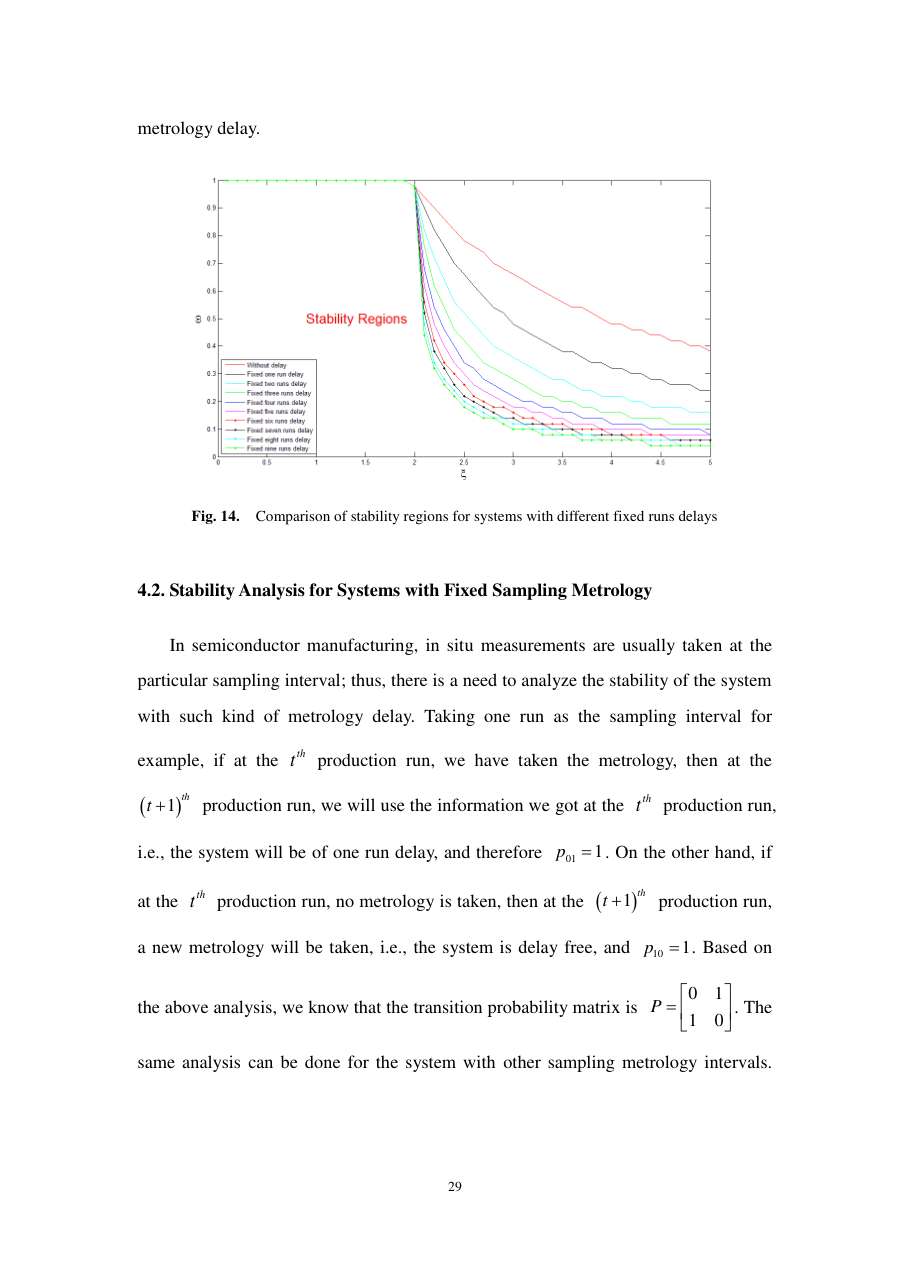 metrology delay.
1
0.9
0.8
0.7
0.6
0.5
0.4
0.3
0.2
0.1
0
ω
Stability Regions
Without delay
Fixed one run delay
Fixed two runs delay
Fixed three runs delay
Fixed four runs delay
Fixed five runs delay
Fixed six runs delay
Fixed seven runs delay
Fixed eight runs delay
Fixed nine runs delay
0 0.5 1 1.5 2 2.5 3 3.5 4 4.5 5
ξ
Fig. 14. Comparison of stability regions for systems with different fixed runs delays
4.2. Stability Analysis for Systems with Fixed Sampling Metrology
In semiconductor manufacturing, in situ measurements are usually taken at the
particular sampling interval; thus, there is a need to analyze the stability of the system
with such kind of metrology delay. Taking one run as the sampling interval for
example, if at the t^th production run, we have taken the metrology, then at the
(t+1)^th production run, we will use the information we got at the t^th production run,
i.e., the system will be of one run delay, and therefore p_01 = 1. On the other hand, if
at the t^th production run, no metrology is taken, then at the (t+1)^th production run,
a new metrology will be taken, i.e., the system is delay free, and p_10 = 1. Based on
the above analysis, we know that the transition probability matrix is P = [0 1; 1 0]. The
same analysis can be done for the system with other sampling metrology intervals.
29